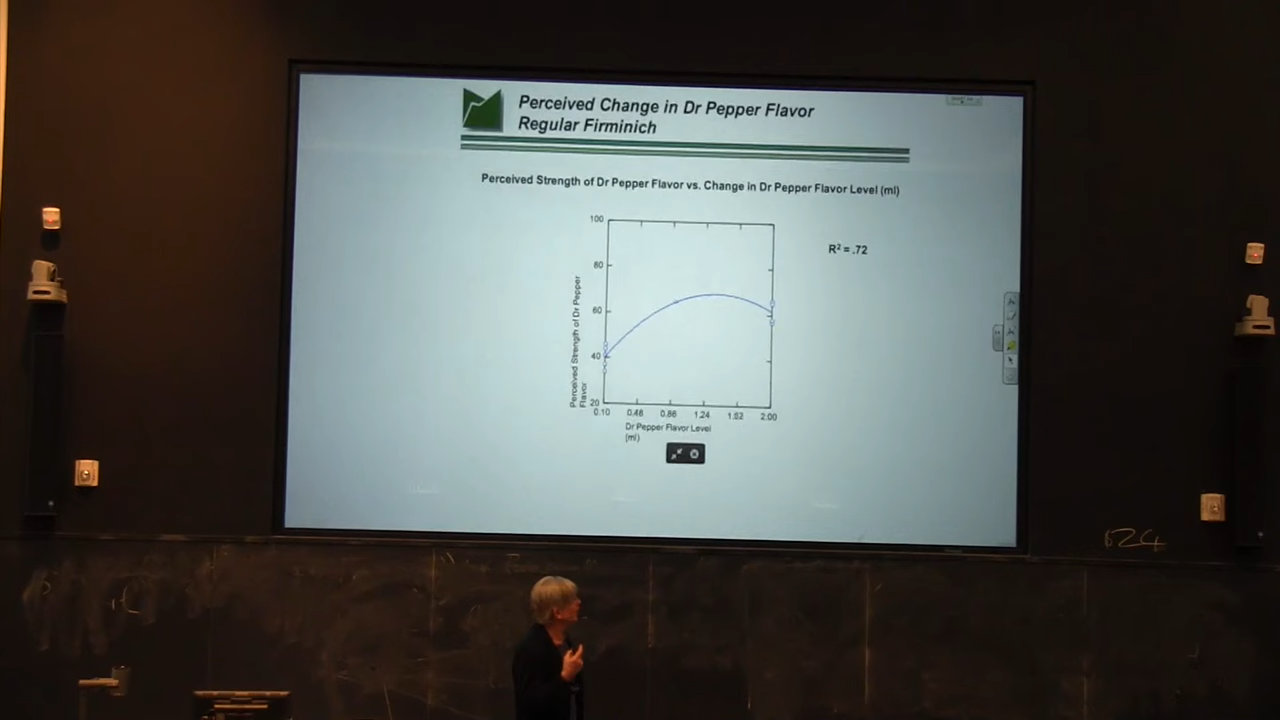 Perceived Change in Dr Pepper Flavor
Regular Firminich
Perceived Strength of Dr Pepper Flavor vs. Change in Dr Pepper Flavor Level (ml)
R² = .72
100
80
60
40
20
Perceived Strength of Dr Pepper
Flavor
0.10 0.48 0.86 1.24 1.62 2.00
Dr Pepper Flavor Level
(ml)